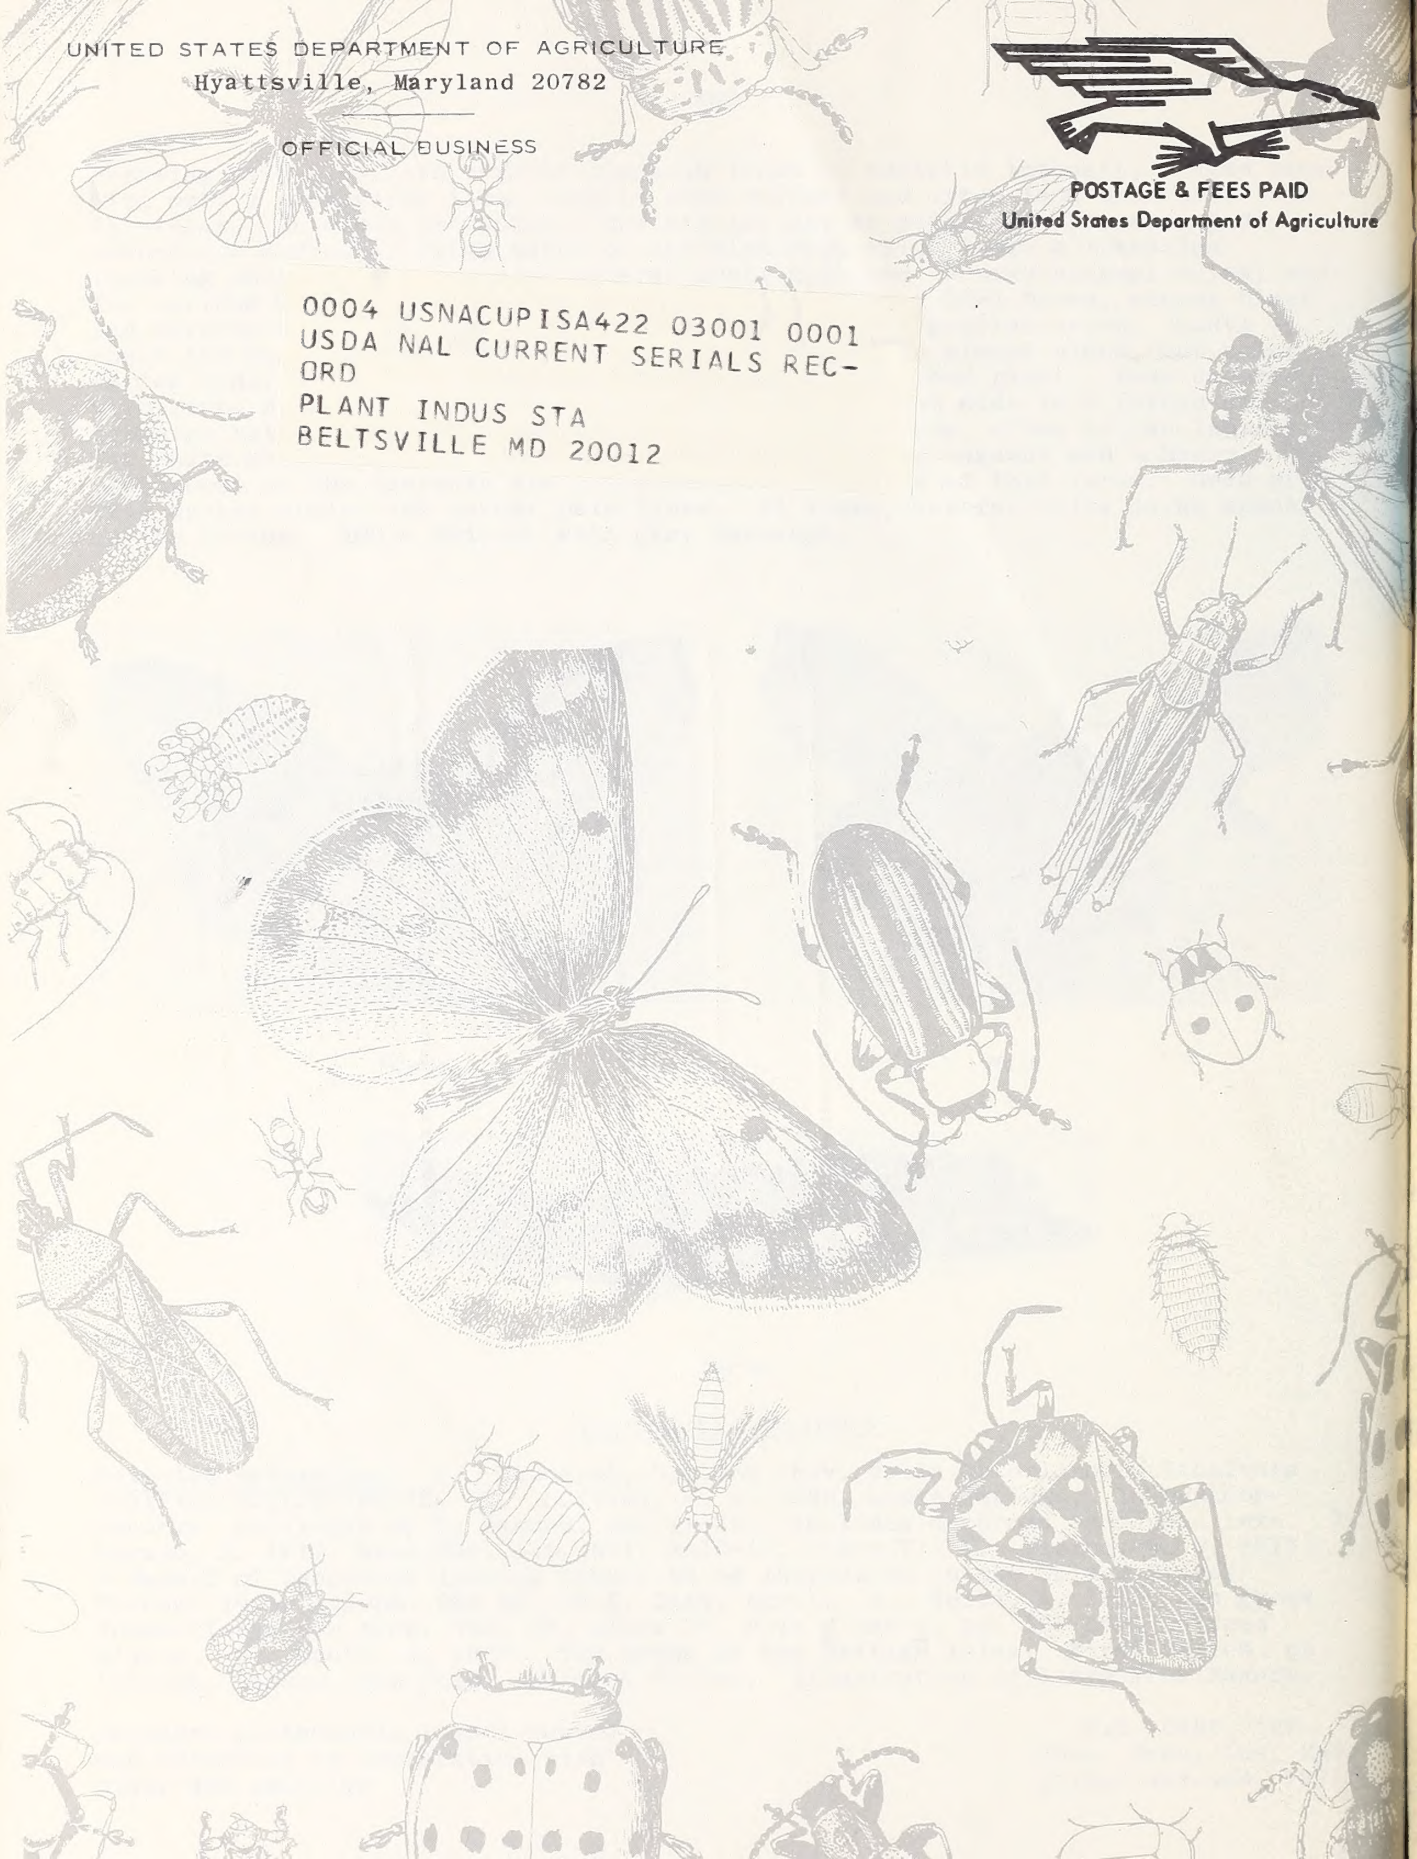 UNITED STATES DEPARTMENT OF AGRICULTURE
Hyattsville, Maryland 20782
OFFICIAL BUSINESS
POSTAGE & FEES PAID
United States Department of Agriculture
0004 USNACUPISA422 03001 0001
USDA NAL CURRENT SERIALS REC-
ORD
PLANT INDUS STA
BELTSVILLE MD 20012